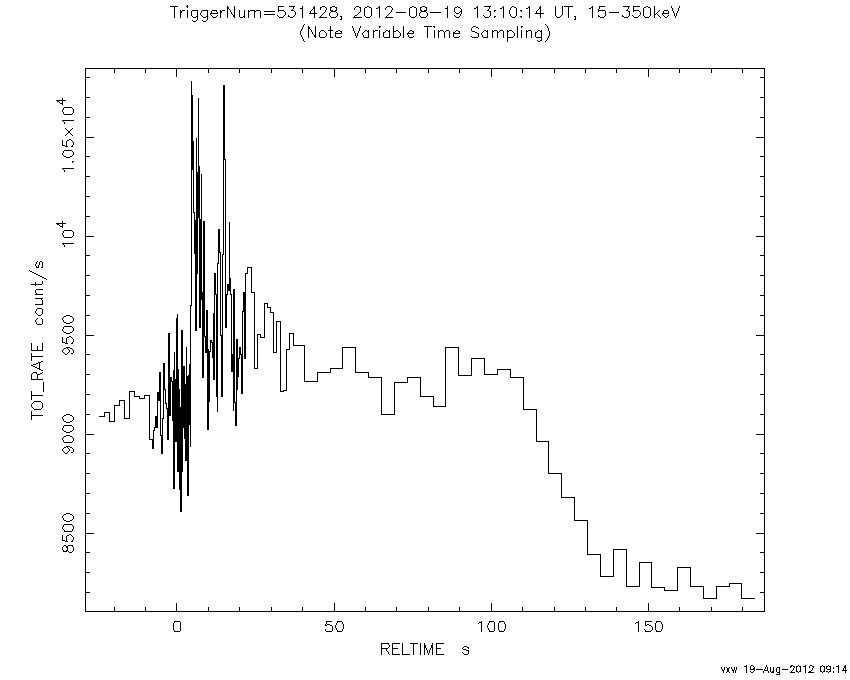 TriggerNum=531428, 2012-08-19 13:10:14 UT, 15-350keV
(Note Variable Time Sampling)
1.05×10⁴
10⁴
9500
9000
8500
TOT_RATE count/s
0 50 100 150
RELTIME s
vxw 19-Aug-2012 09:14